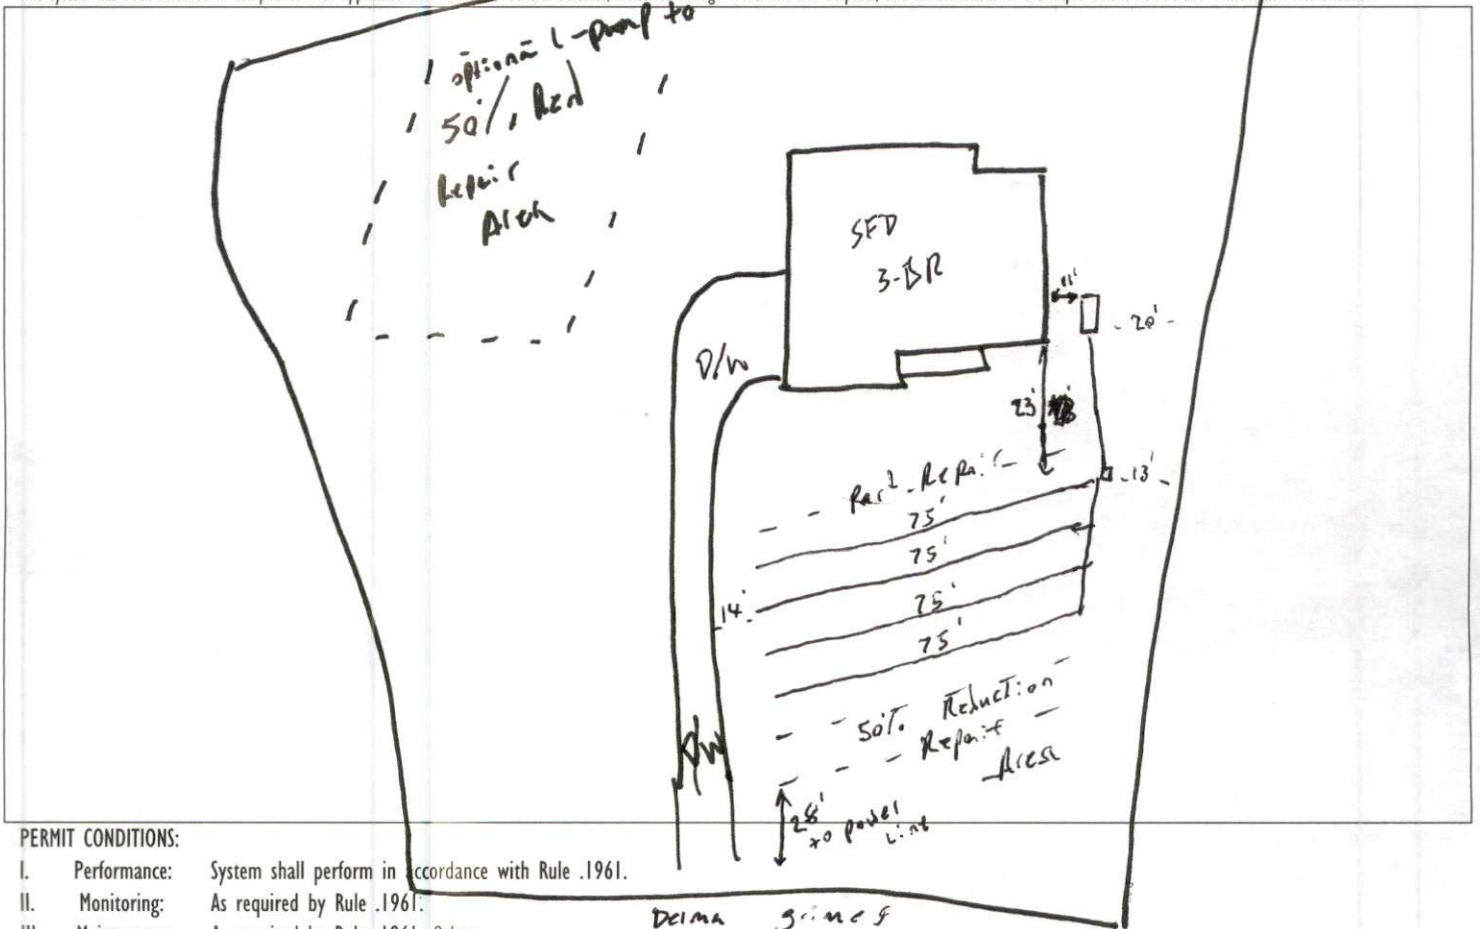 optional - pump to
50% Red
Repair
Area
SFD
3-BR
11'
20'
D/W
23'
13'
Part - Repair
75'
75'
75'
75'
14'
50% Reduction
Repair
Area
D/W
28'
to power
Line
PERMIT CONDITIONS:
I. Performance: System shall perform in accordance with Rule .1961.
II. Monitoring: As required by Rule .1961.
Delma Grimes